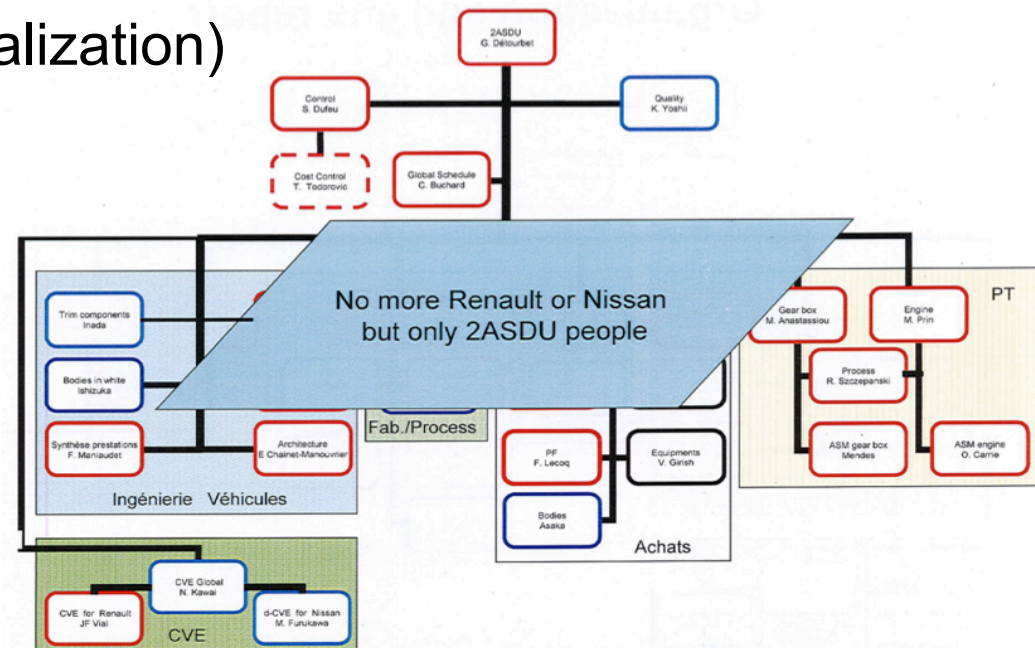 alization)
2ASDU
G. Détourbet
Control
S. Dufeu
Quality
K. Yoshii
Cost Control
T. Todorovic
Global Schedule
C. Buchard
No more Renault or Nissan
but only 2ASDU people
Trim components
Inada
Bodies in white
Ishizuka
Synthèse prestations
F. Maniaudet
Architecture
E Chainet-Manouvrier
Ingénierie Véhicules
Fab./Process
PF
F. Lecoq
Equipments
V. Girish
Bodies
Asaka
Achats
PT
Gear box
M. Anastassiou
Engine
M. Prin
Process
R. Szczepanski
ASM gear box
Mendes
ASM engine
O. Carrie
CVE Global
N. Kawai
CVE for Renault
JF Vial
d-CVE for Nissan
M. Furukawa
CVE